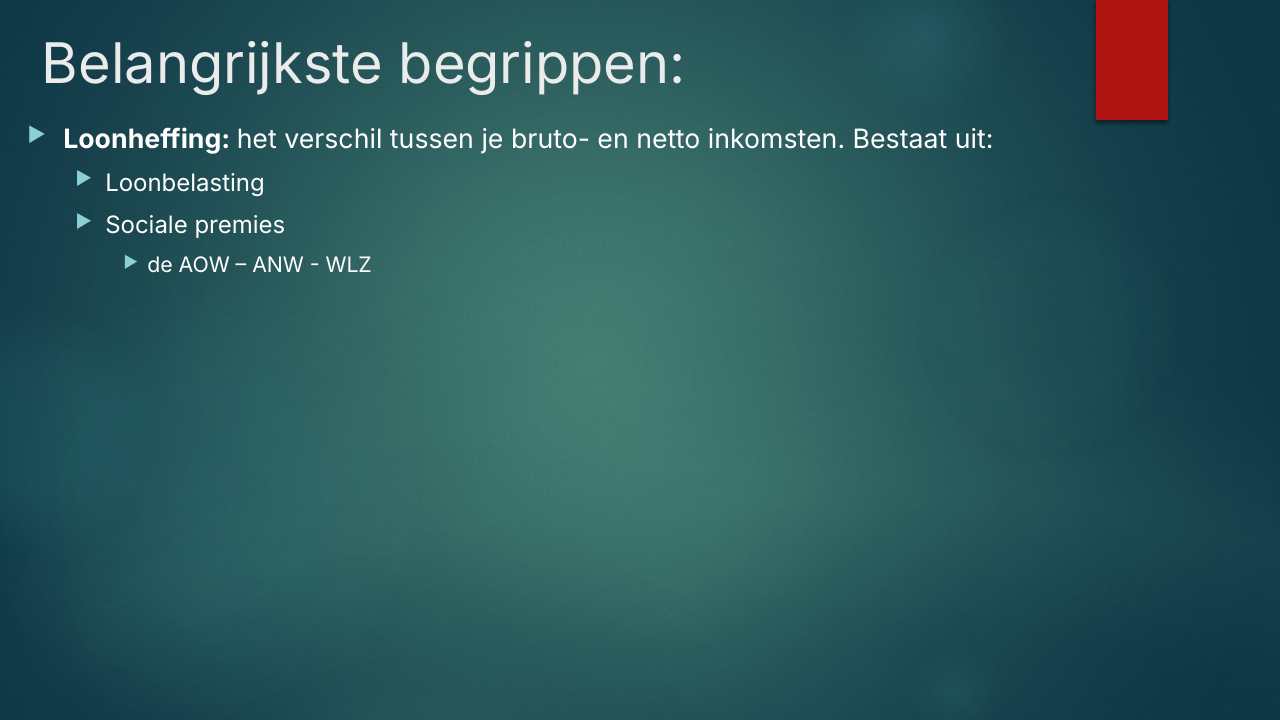 Belangrijkste begrippen:
Loonheffing: het verschil tussen je bruto- en netto inkomsten. Bestaat uit:
Loonbelasting
Sociale premies
de AOW – ANW - WLZ